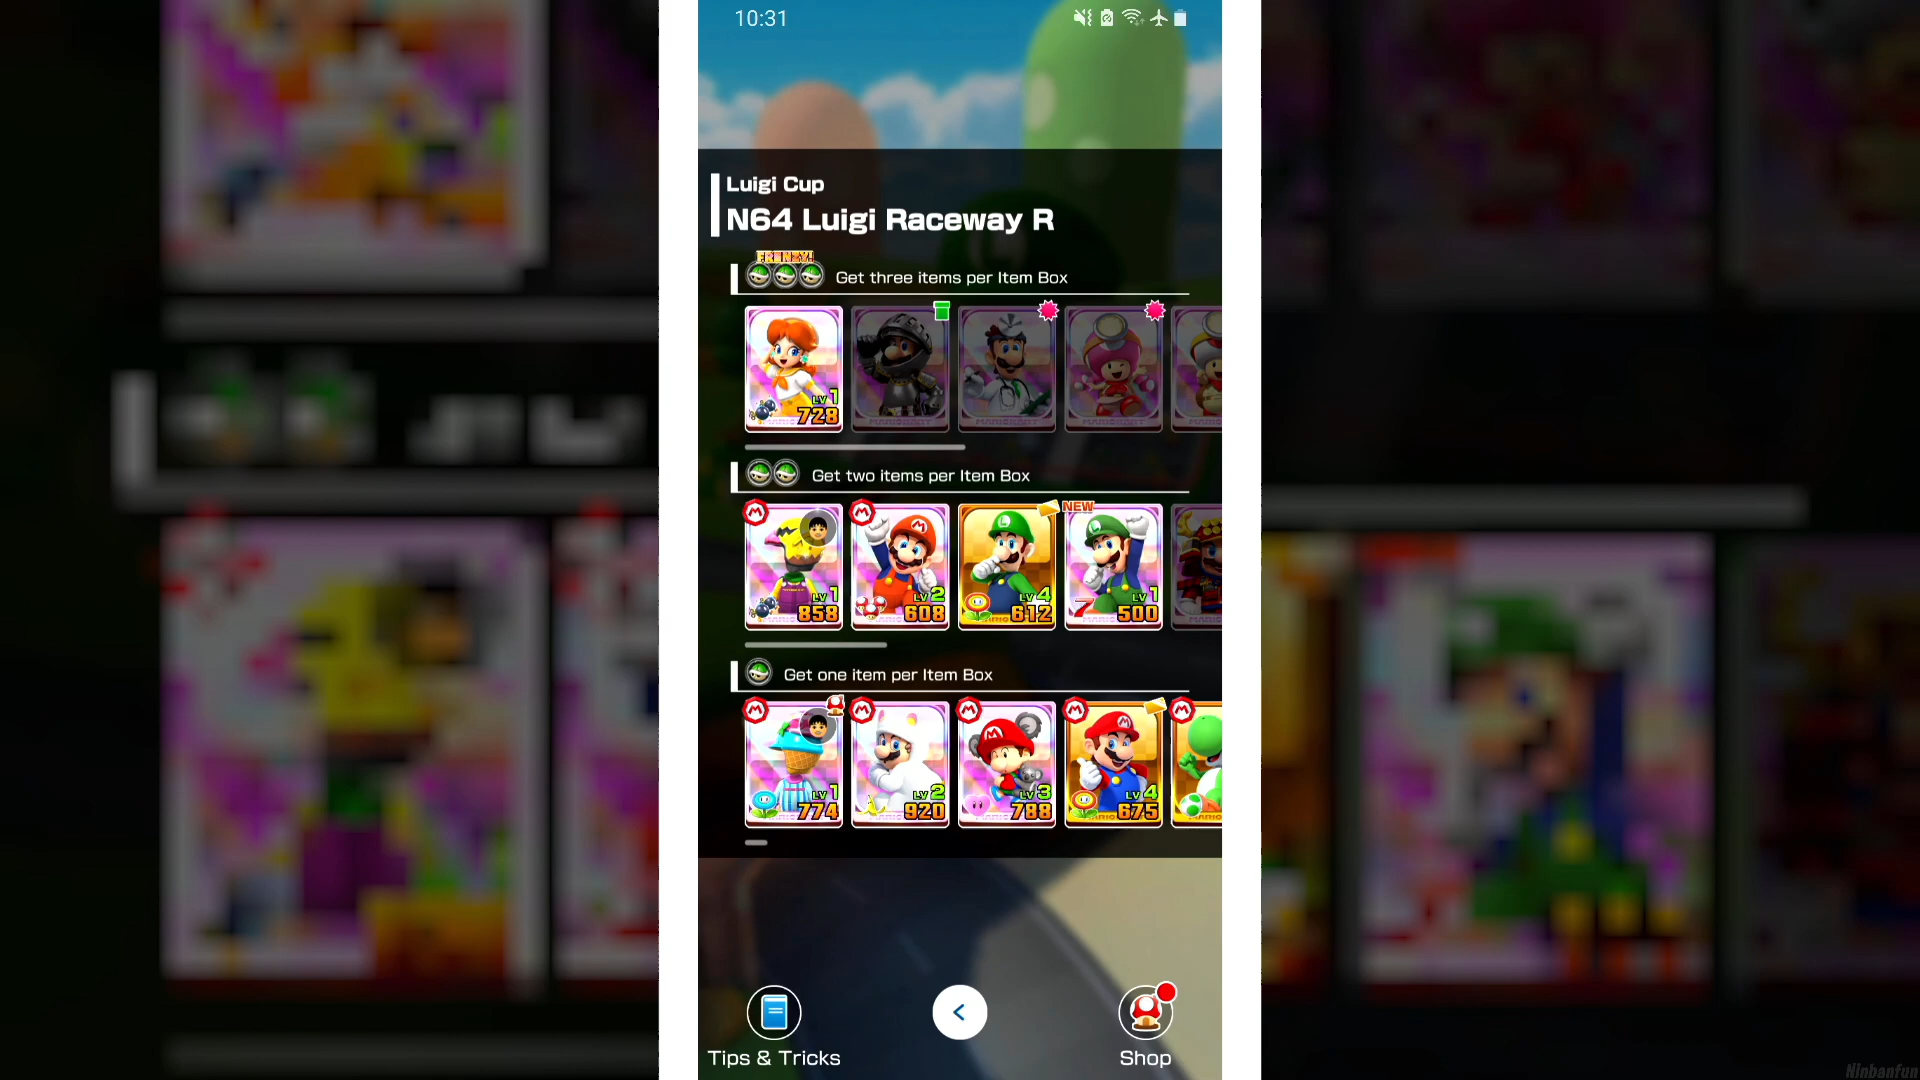 10:31
Luigi Cup
N64 Luigi Raceway R
FRENZY!
Get three items per Item Box
LV 1
728
Get two items per Item Box
NEW
LV 1
858
LV 2
608
LV 4
612
LV 1
500
Get one item per Item Box
LV 1
774
LV 2
920
LV 3
788
LV 4
675
Tips & Tricks
Shop
Ninbanfun